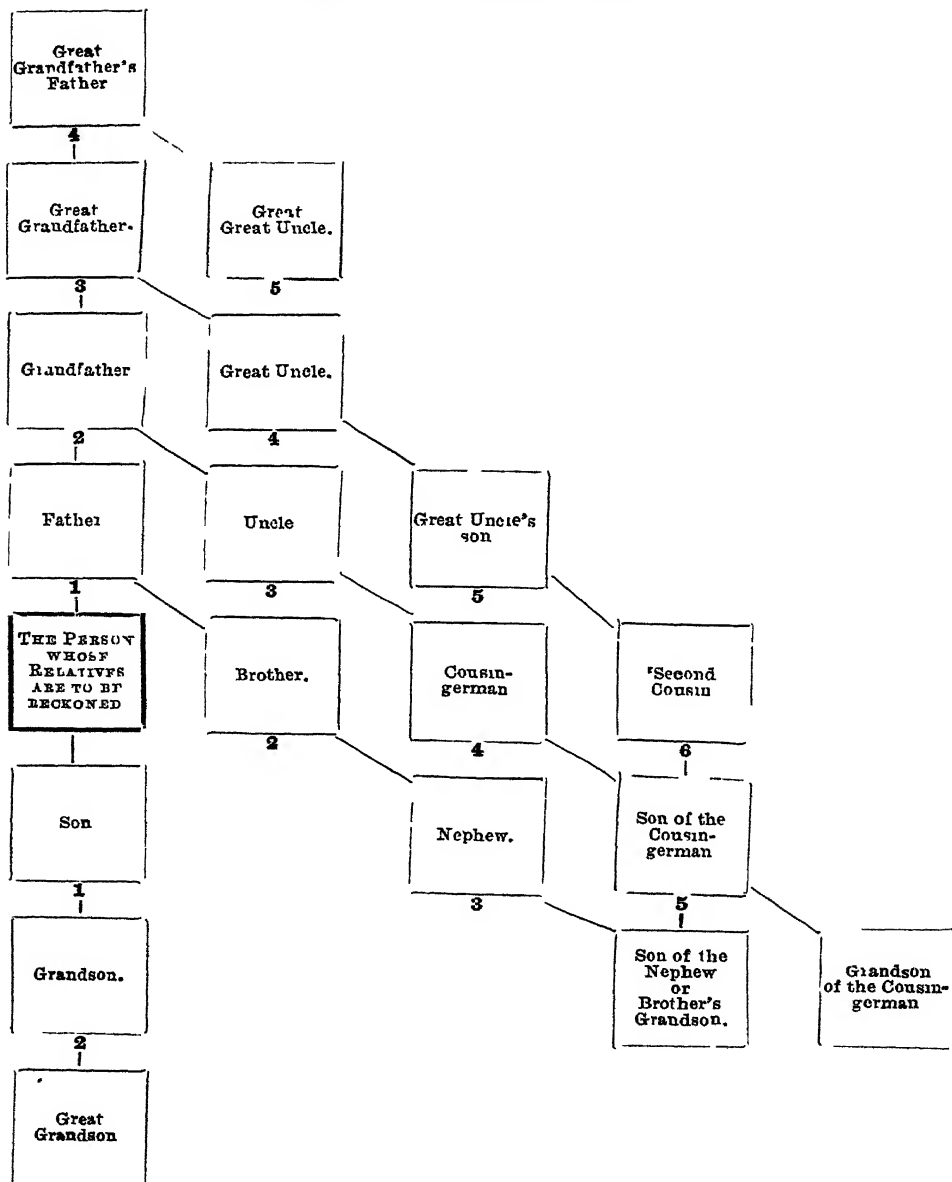 Great
Grandfather's
Father
4
Great
Grandfather.
Great
Great Uncle.
3
5
Grandfather
Great Uncle.
2
4
Father
Uncle
Great Uncle's
son
1
3
5
THE PERSON
WHOSE
RELATIVES
ARE TO BE
RECKONED
Brother.
Cousin-
german
Second
Cousin
2
4
6
Son
Nephew.
Son of the
Cousin-
german
1
3
5
Grandson.
Son of the
Nephew
or
Brother's
Grandson.
Grandson
of the Cousin-
german
2
Great
Grandson